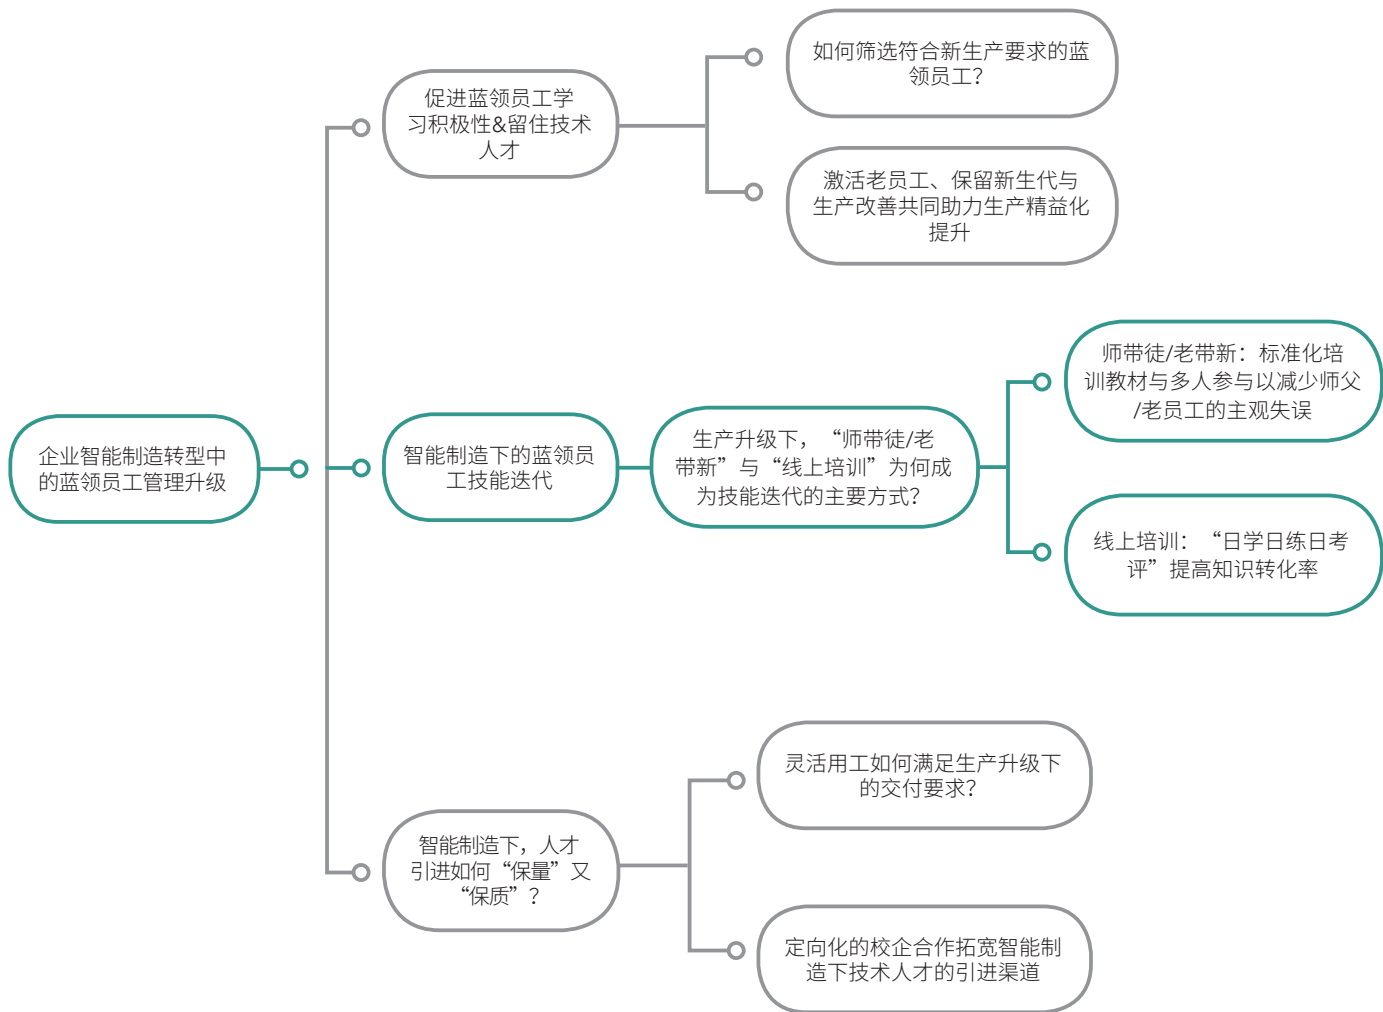 如何筛选符合新生产要求的蓝
领员工？
促进蓝领员工学
习积极性&留住技术
人才
激活老员工、保留新生代与
生产改善共同助力生产精益化
提升
师带徒/老带新：标准化培
训教材与多人参与以减少师父
/老员工的主观失误
企业智能制造转型中
的蓝领员工管理升级
智能制造下的蓝领员
工技能迭代
生产升级下，“师带徒/老
带新”与“线上培训”为何成
为技能迭代的主要方式？
线上培训：“日学日练日考
评”提高知识转化率
灵活用工如何满足生产升级下
的交付要求？
智能制造下，人才
引进如何“保量”又
“保质”？
定向化的校企合作拓宽智能制
造下技术人才的引进渠道